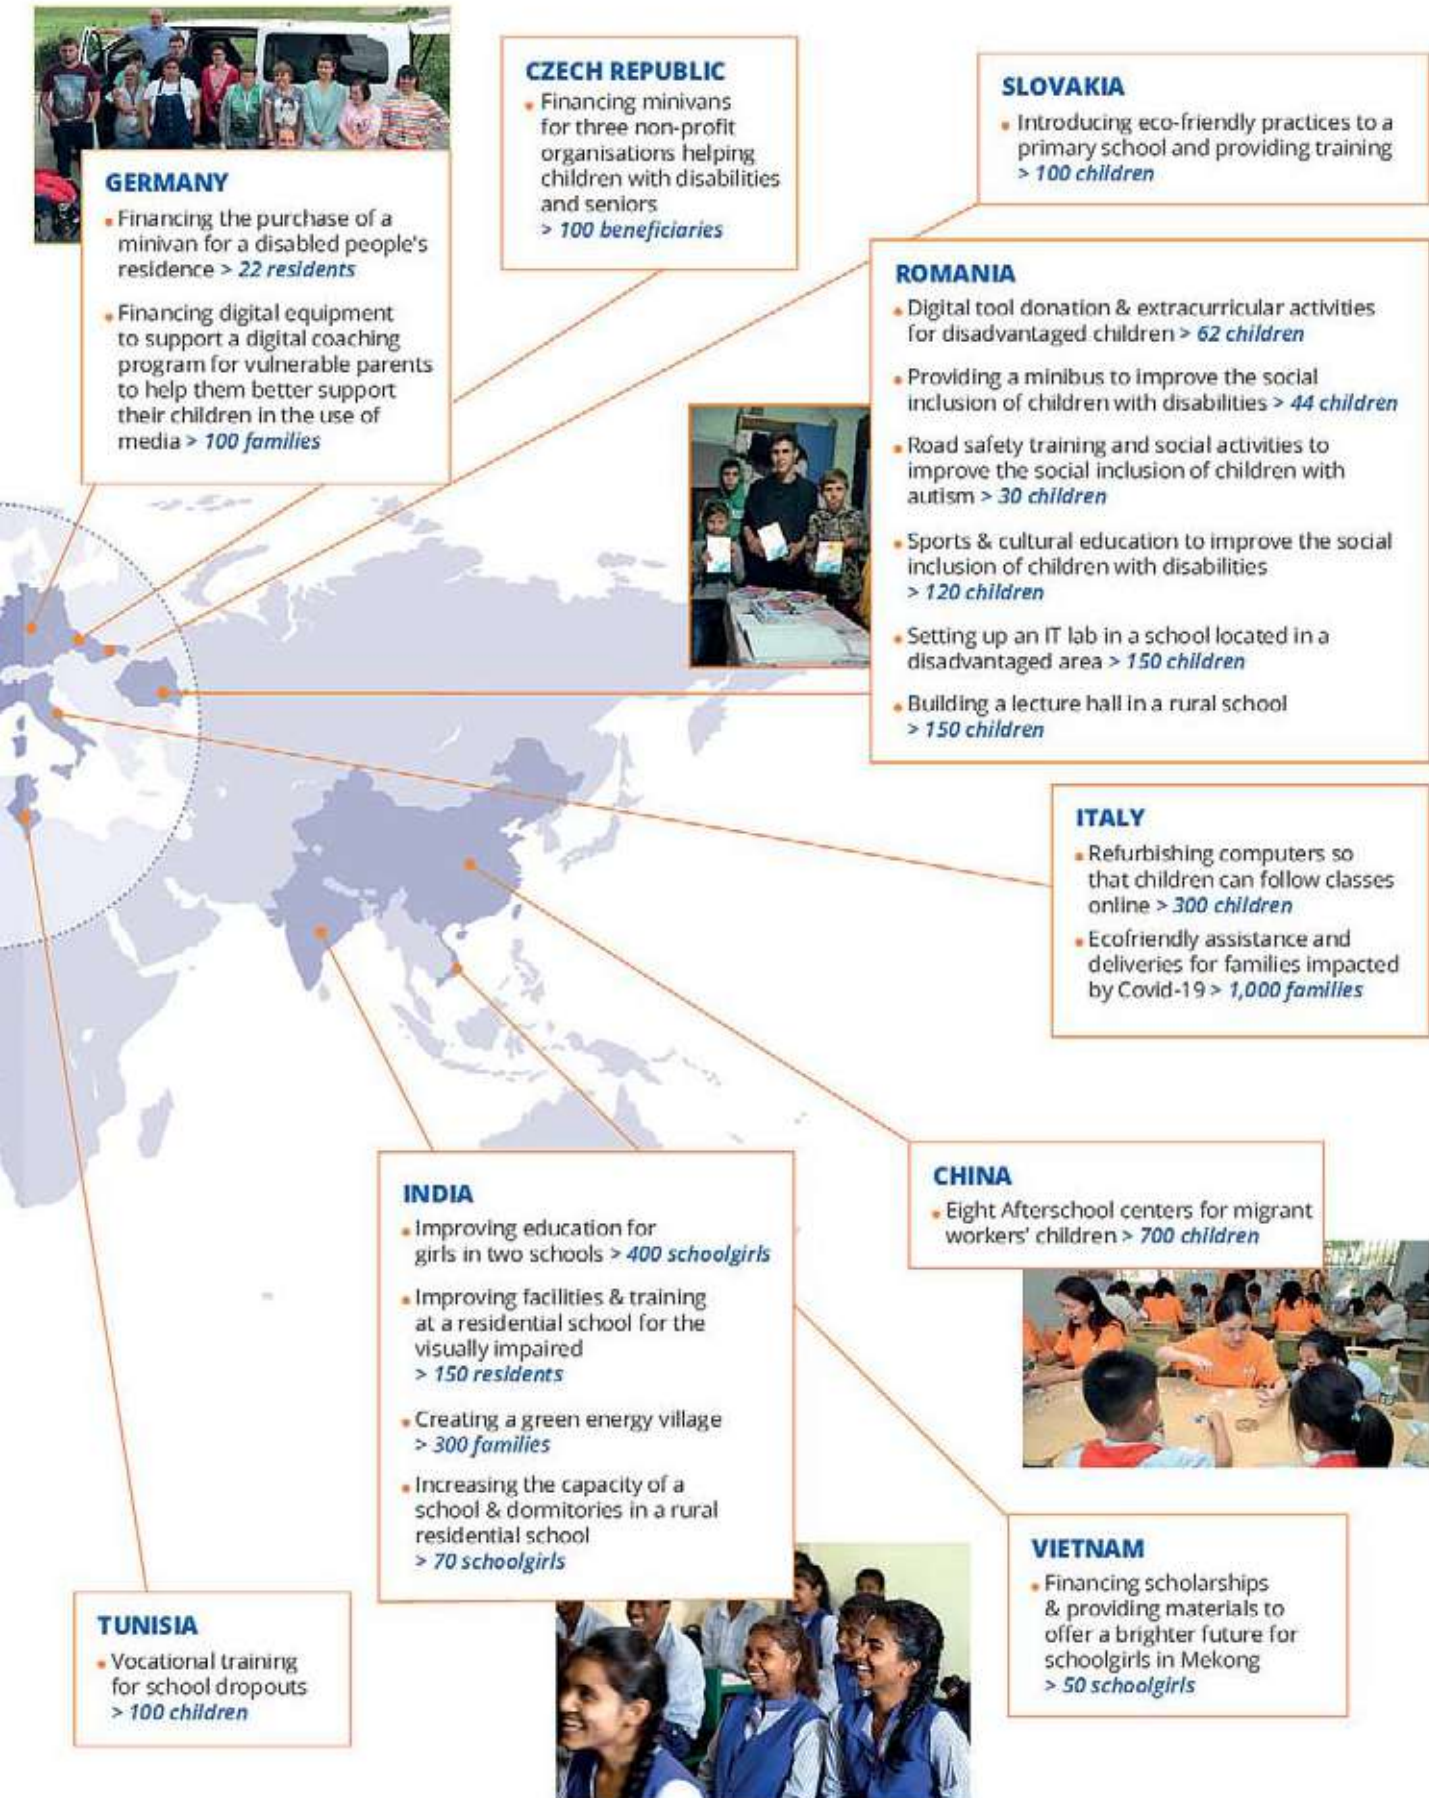 GERMANY
Financing the purchase of a
minivan for a disabled people's
residence > 22 residents
Financing digital equipment
to support a digital coaching
program for vulnerable parents
to help them better support
their children in the use of
media > 100 families
CZECH REPUBLIC
Financing minivans
for three non-profit
organisations helping
children with disabilities
and seniors
> 100 beneficiaries
SLOVAKIA
Introducing eco-friendly practices to a
primary school and providing training
> 100 children
ROMANIA
Digital tool donation & extracurricular activities
for disadvantaged children > 62 children
Providing a minibus to improve the social
inclusion of children with disabilities > 44 children
Road safety training and social activities to
improve the social inclusion of children with
autism > 30 children
Sports & cultural education to improve the social
inclusion of children with disabilities
> 120 children
Setting up an IT lab in a school located in a
disadvantaged area > 150 children
Building a lecture hall in a rural school
> 150 children
ITALY
Refurbishing computers so
that children can follow classes
online > 300 children
Ecofriendly assistance and
deliveries for families impacted
by Covid-19 > 1,000 families
INDIA
Improving education for
girls in two schools > 400 schoolgirls
Improving facilities & training
at a residential school for the
visually impaired
> 150 residents
Creating a green energy village
> 300 families
Increasing the capacity of a
school & dormitories in a rural
residential school
> 70 schoolgirls
CHINA
Eight Afterschool centers for migrant
workers' children > 700 children
VIETNAM
Financing scholarships
& providing materials to
offer a brighter future for
schoolgirls in Mekong
> 50 schoolgirls
TUNISIA
Vocational training
for school dropouts
> 100 children